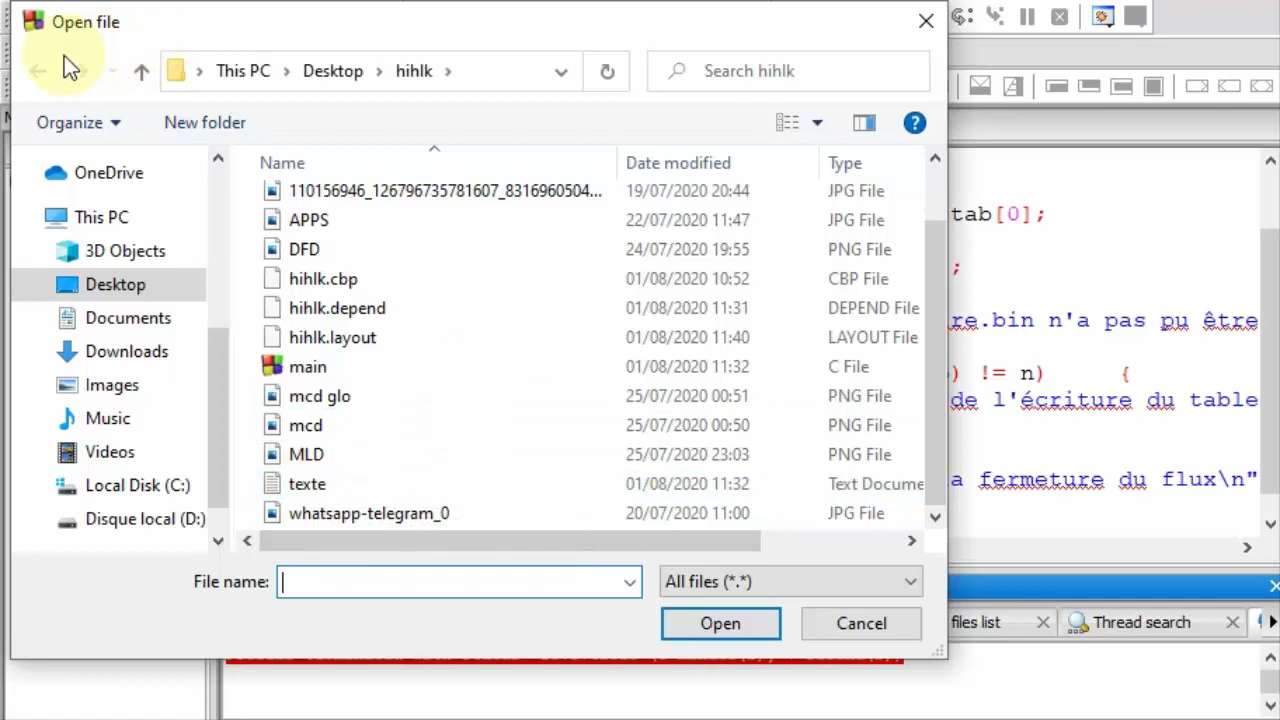 Open file
This PC > Desktop > hihlk >
Search hihlk
Organize
New folder
Name
Date modified
Type
110156946_126796735781607_8316960504... 19/07/2020 20:44 JPG File
APPS 22/07/2020 11:47 JPG File
DFD 24/07/2020 19:55 PNG File
hihlk.cbp 01/08/2020 10:52 CBP File
hihlk.depend 01/08/2020 11:31 DEPEND File
hihlk.layout 01/08/2020 11:40 LAYOUT File
main 01/08/2020 11:32 C File
mcd glo 25/07/2020 00:51 PNG File
mcd 25/07/2020 00:50 PNG File
MLD 25/07/2020 23:03 PNG File
texte 01/08/2020 11:32 Text Docume
whatsapp-telegram_0 20/07/2020 11:00 JPG File
OneDrive
This PC
3D Objects
Desktop
Documents
Downloads
Images
Music
Videos
Local Disk (C:)
Disque local (D:)
File name:
All files (*.*)
Open
Cancel
tab[0];
;
re.bin n'a pas pu être
) != n) {
de l'écriture du table
a fermeture du flux\n"
files list
Thread search